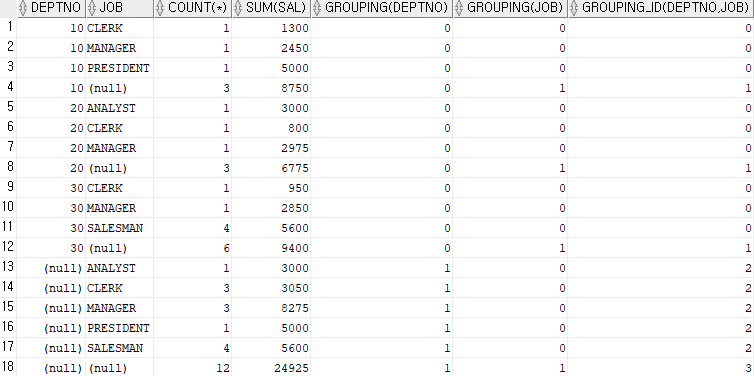 DEPTNO JOB COUNT(*) SUM(SAL) GROUPING(DEPTNO) GROUPING(JOB) GROUPING_ID(DEPTNO,JOB)
1 10 CLERK 1 1300 0 0 0
2 10 MANAGER 1 2450 0 0 0
3 10 PRESIDENT 1 5000 0 0 0
4 10 (null) 3 8750 0 1 1
5 20 ANALYST 1 3000 0 0 0
6 20 CLERK 1 800 0 0 0
7 20 MANAGER 1 2975 0 0 0
8 20 (null) 3 6775 0 1 1
9 30 CLERK 1 950 0 0 0
10 30 MANAGER 1 2850 0 0 0
11 30 SALESMAN 4 5600 0 0 0
12 30 (null) 6 9400 0 1 1
13 (null) ANALYST 1 3000 1 0 2
14 (null) CLERK 3 3050 1 0 2
15 (null) MANAGER 3 8275 1 0 2
16 (null) PRESIDENT 1 5000 1 0 2
17 (null) SALESMAN 4 5600 1 0 2
18 (null) (null) 12 24925 1 1 3